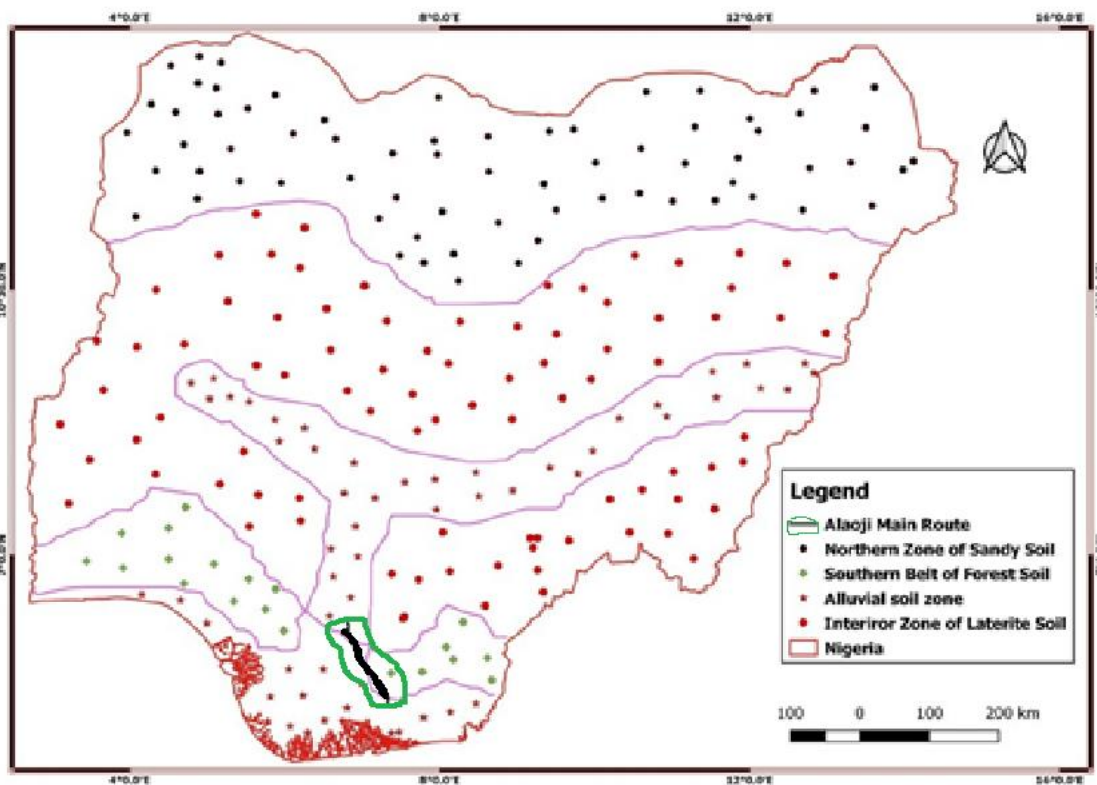 4°0.0'E 8°0.0'E 12°0.0'E 16°0.0'E
Legend
Alaoji Main Route
Northern Zone of Sandy Soil
Southern Belt of Forest Soil
Alluvial soil zone
Interiror Zone of Laterite Soil
Nigeria
100 0 100 200 km
4°0.0'E 8°0.0'E 12°0.0'E 16°0.0'E